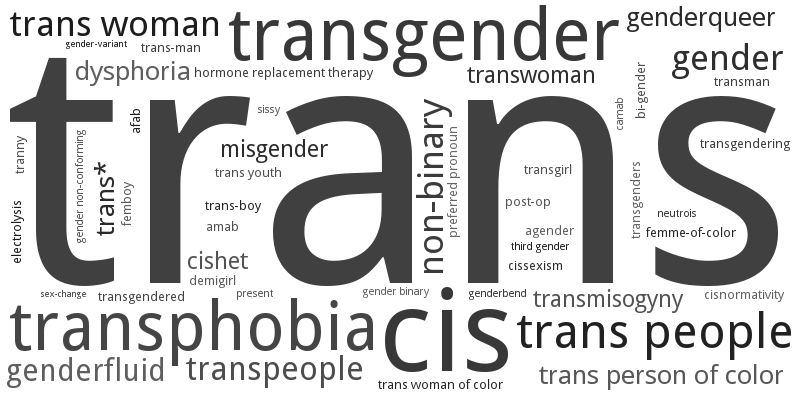 trans woman
transgender
genderqueer
gender-variant
trans-man
dysphoria
hormone replacement therapy
transwoman
gender
transman
trans
bi-gender
camab
sissy
afab
tranny
gender non-conforming
trans*
femboy
electrolysis
misgender
trans youth
trans-boy
amab
non-binary
preferred pronoun
transgirl
post-op
agender
third gender
cissexism
transgendering
transgenders
neutrois
femme-of-color
cishet
demigirl
sex-change
transgendered
present
gender binary
genderbend
transmisogyny
cisnormativity
transphobia
cis
trans people
genderfluid
transpeople
trans woman of color
trans person of color